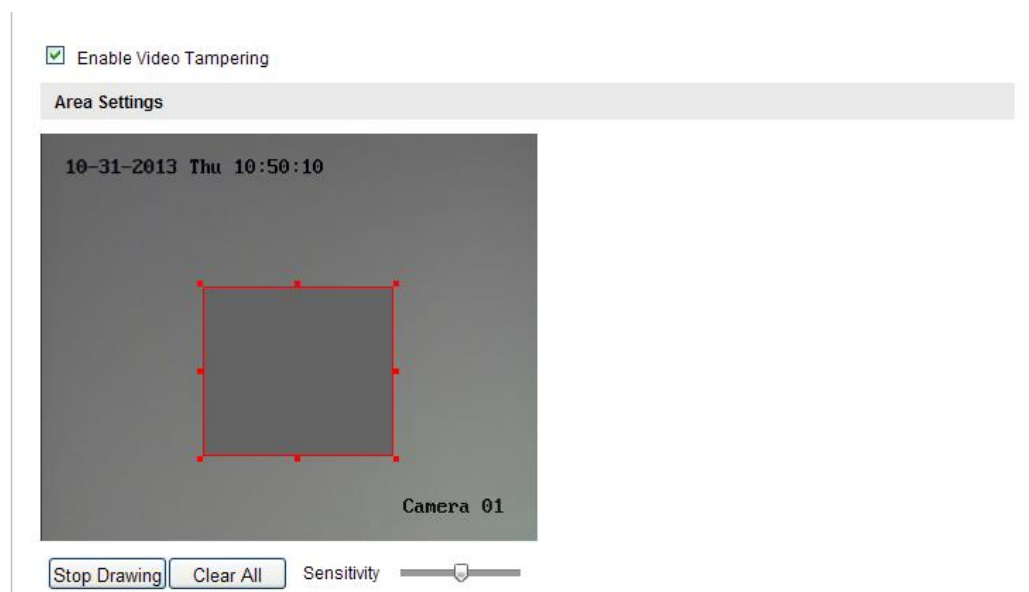 Enable Video Tampering
Area Settings
10-31-2013 Thu 10:50:10
Camera 01
Stop Drawing Clear All Sensitivity